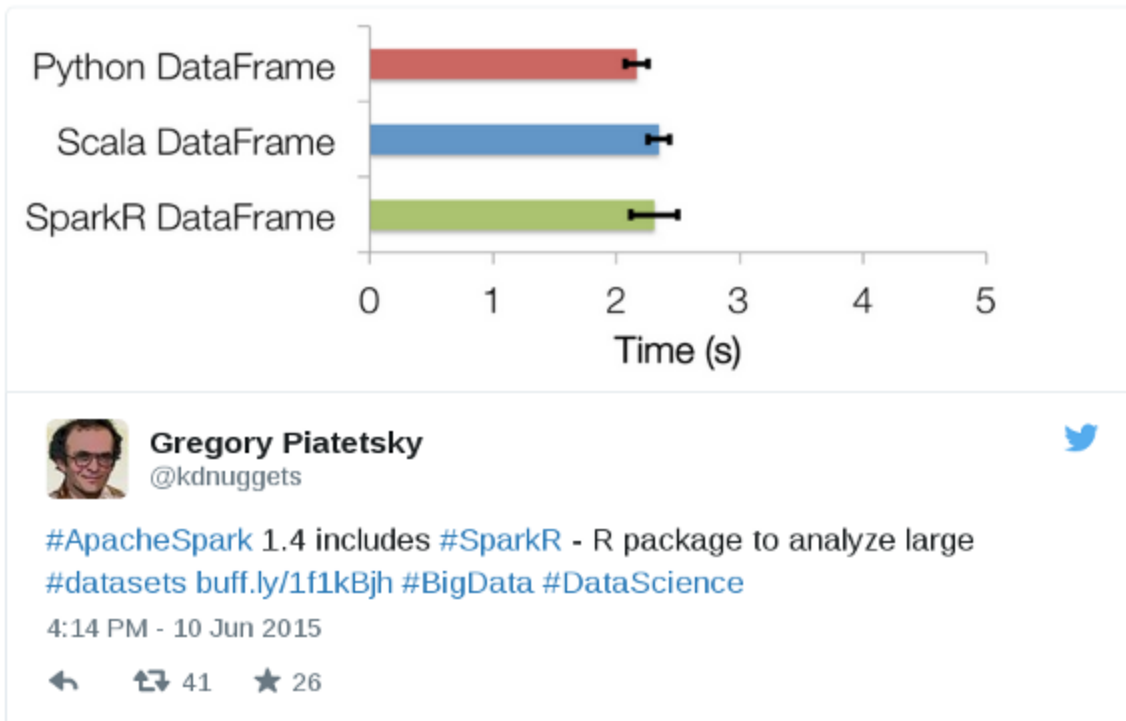 Python DataFrame
Scala DataFrame
SparkR DataFrame
0 1 2 3 4 5
Time (s)
Gregory Piatetsky
@kdnuggets
#ApacheSpark 1.4 includes #SparkR - R package to analyze large
#datasets buff.ly/1f1kBjh #BigData #DataScience
4:14 PM - 10 Jun 2015
41 26